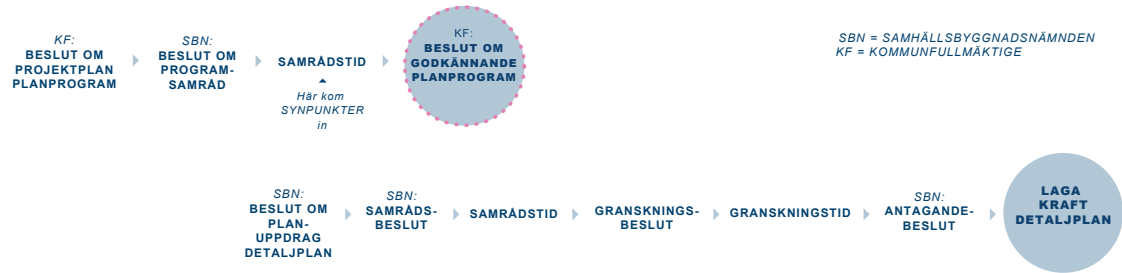 KF:
BESLUT OM
PROJEKTPLAN
PLANPROGRAM
SBN:
BESLUT OM
PROGRAM-
SAMRÅD
SAMRÅDSTID
Här kom
SYNPUNKTER
in
KF:
BESLUT OM
GODKÄNNANDE
PLANPROGRAM
SBN = SAMHÄLLSBYGGNADSNÄMNDEN
KF = KOMMUNFULLMÄKTIGE
SBN:
BESLUT OM
PLAN-
UPPDRAG
DETALJPLAN
SBN:
SAMRÅDS-
BESLUT
SAMRÅDSTID
GRANSKNINGS-
BESLUT
GRANSKNINGSTID
SBN:
ANTAGANDE-
BESLUT
LAGA
KRAFT
DETALJPLAN